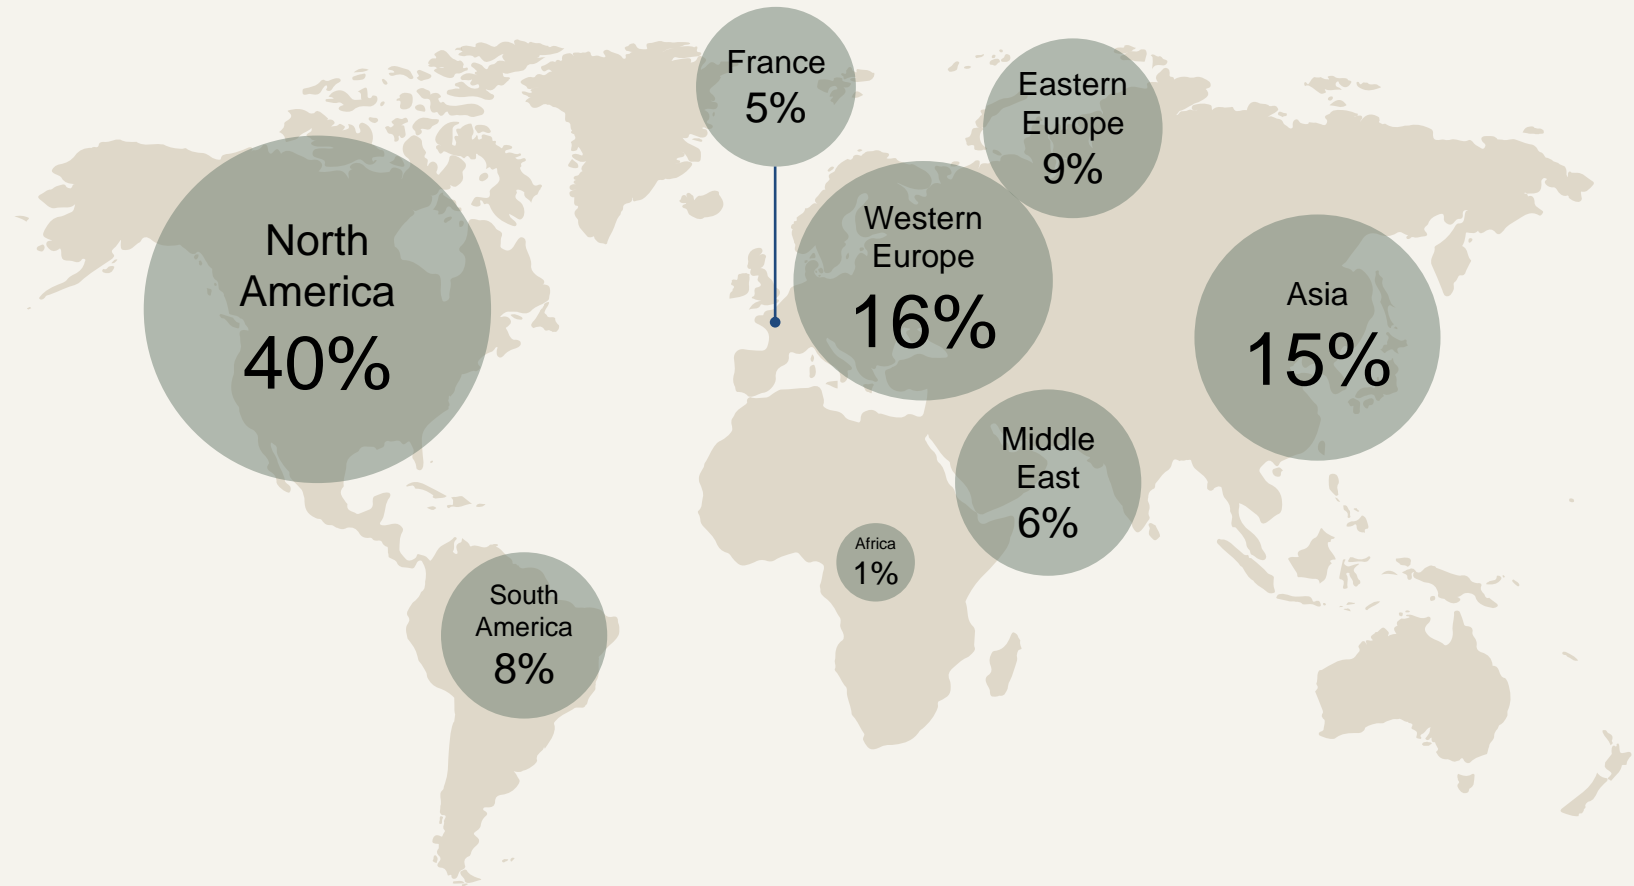 France
5%
Eastern
Europe
9%
North
America
40%
Western
Europe
16%
Asia
15%
Middle
East
6%
Africa
1%
South
America
8%